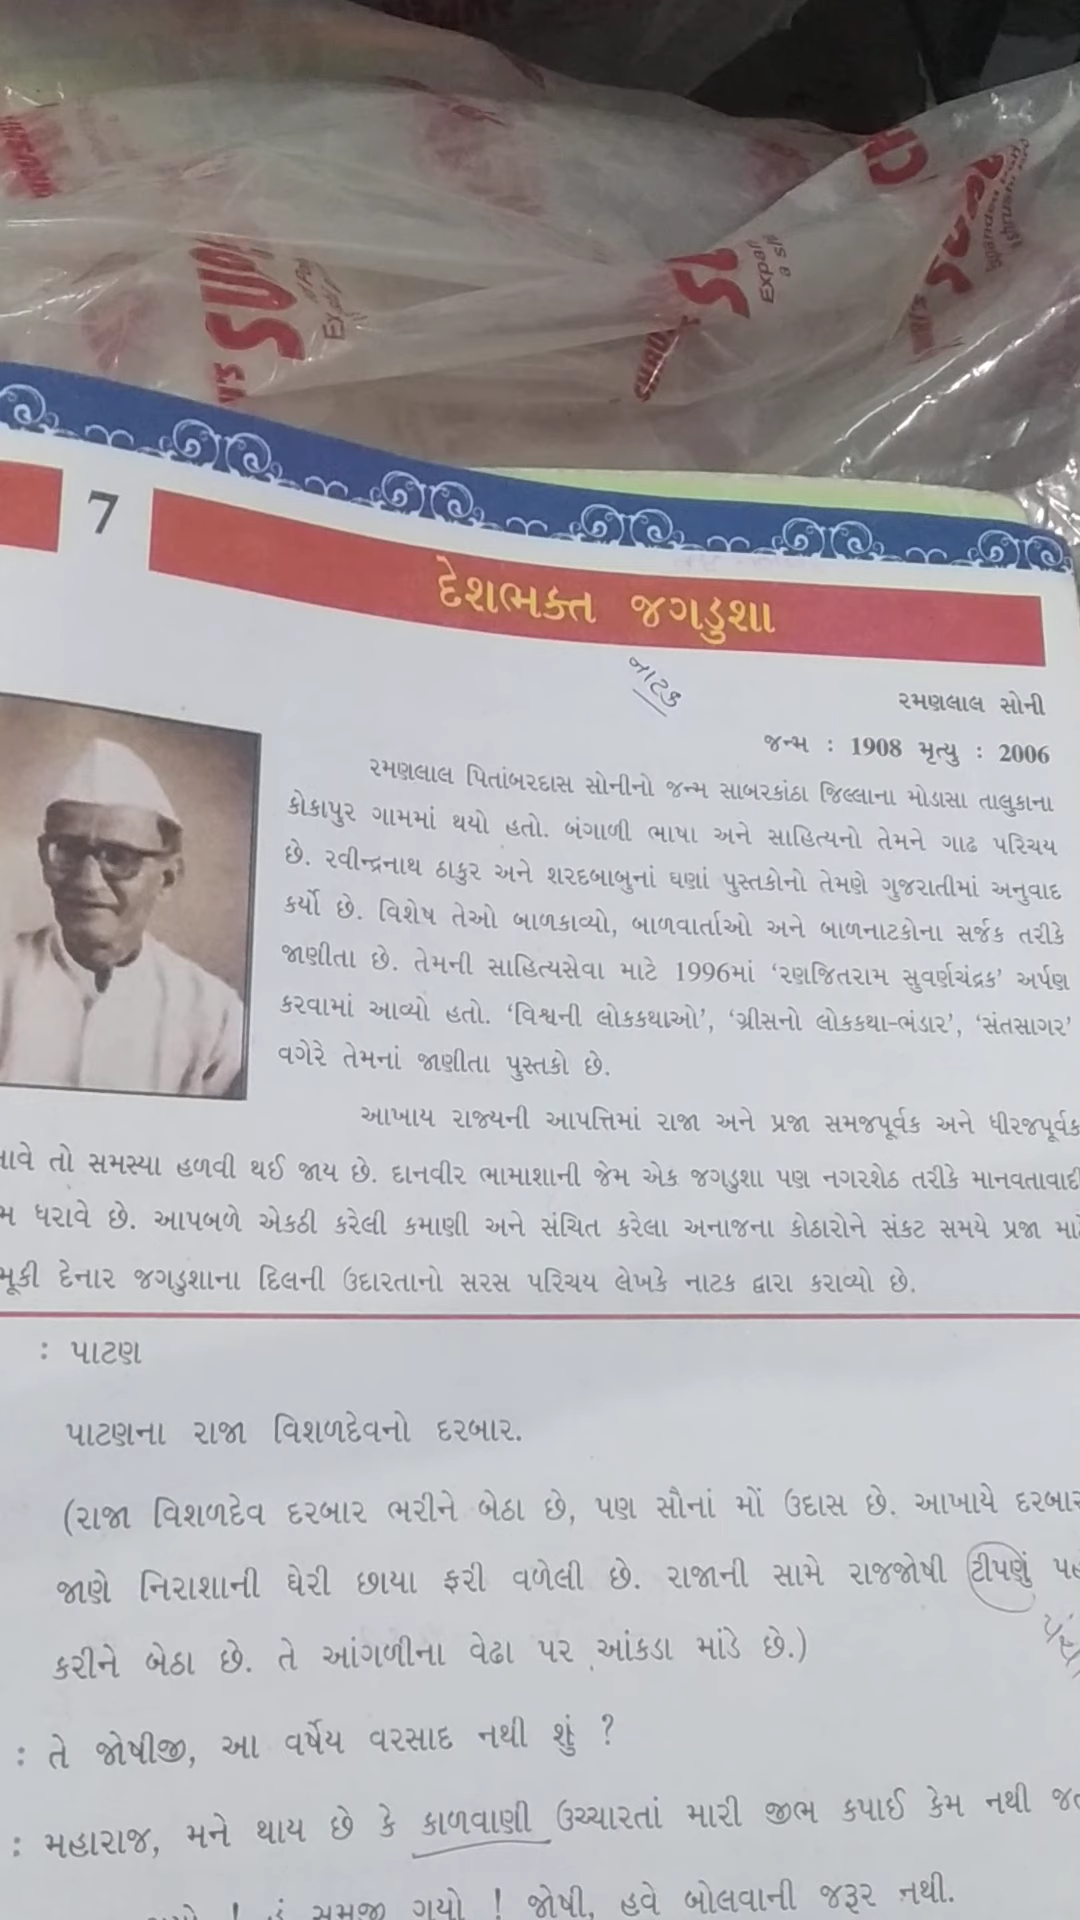 SU
SU
7
દેશભક્ત જગડુશા
નાટક
રમણલાલ સોની
જન્મ : 1908 મૃત્યુ : 2006
રમણલાલ પિતાંબરદાસ સોનીનો જન્મ સાબરકાંઠા જિલ્લાના મોડાસા તાલુકાના
કોકાપુર ગામમાં થયો હતો. બંગાળી ભાષા અને સાહિત્યનો તેમને ગાઢ પરિચય
છે. રવીન્દ્રનાથ ઠાકુર અને શરદબાબુનાં ઘણાં પુસ્તકોનો તેમણે ગુજરાતીમાં અનુવાદ
કર્યો છે. વિશેષ તેઓ બાળકાવ્યો, બાળવાર્તાઓ અને બાળનાટકોના સર્જક તરીકે
જાણીતા છે. તેમની સાહિત્યસેવા માટે 1996માં ‘રણજિતરામ સુવર્ણચંદ્રક’ અર્પણ
કરવામાં આવ્યો હતો. ‘વિશ્વની લોકકથાઓ’, ‘ગ્રીસનો લોકકથા-ભંડાર’, ‘સંતસાગર’
વગેરે તેમનાં જાણીતા પુસ્તકો છે.
આખાય રાજ્યની આપત્તિમાં રાજા અને પ્રજા સમજપૂર્વક અને ધીરજપૂર્વક
તો સમસ્યા હળવી થઈ જાય છે. દાનવીર ભામાશાની જેમ એક જગડુશા પણ નગરશેઠ તરીકે માનવતાવાદી
ધરાવે છે. આપબળે એકઠી કરેલી કમાણી અને સંચિત કરેલા અનાજના કોઠારોને સંકટ સમયે પ્રજા
મૂકી દેનાર જગડુશાના દિલની ઉદારતાનો સરસ પરિચય લેખકે નાટક દ્વારા કરાવ્યો છે.
: પાટણ
પાટણના રાજા વિશળદેવનો દરબાર.
(રાજા વિશળદેવ દરબાર ભરીને બેઠા છે, પણ સૌનાં મોં ઉદાસ છે. આખાયે દરબાર
જાણે નિરાશાની ઘેરી છાયા ફરી વળેલી છે. રાજાની સામે રાજજોષી ટીપણું
કરીને બેઠા છે. તે આંગળીના વેઢા પર આંકડા માંડે છે.)
: તે જોષીજી, આ વર્ષેય વરસાદ નથી શું ?
: મહારાજ, મને થાય છે કે કાળવાણી ઉચ્ચારતાં મારી જીભ કપાઈ કેમ નથી
! હું સમજી ગયો ! જોષી, હવે બોલવાની જરૂર નથી.